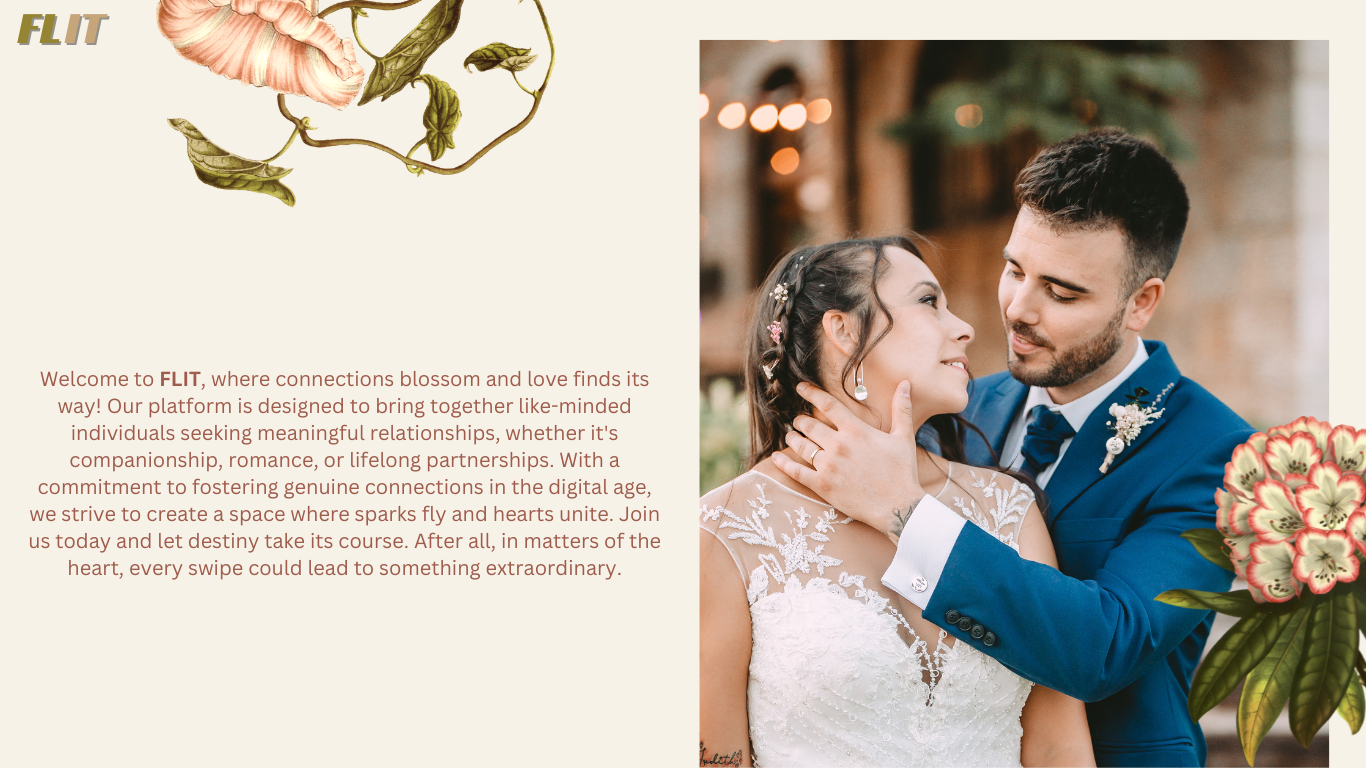 FLIT
Welcome to FLIT, where connections blossom and love finds its
way! Our platform is designed to bring together like-minded
individuals seeking meaningful relationships, whether it's
companionship, romance, or lifelong partnerships. With a
commitment to fostering genuine connections in the digital age,
we strive to create a space where sparks fly and hearts unite. Join
us today and let destiny take its course. After all, in matters of the
heart, every swipe could lead to something extraordinary.